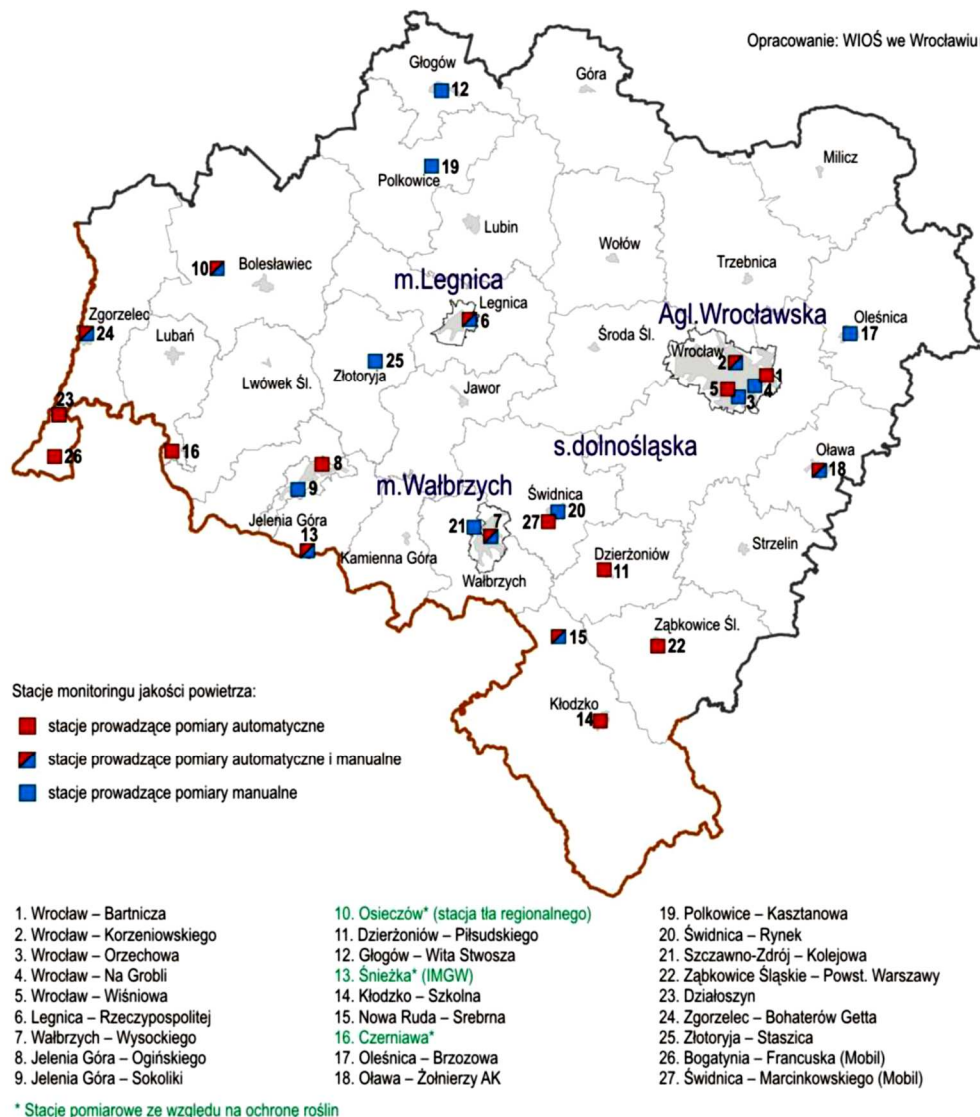 Opracowanie: WIOŚ we Wrocławiu
Głogów
12
Góra
19
Polkowice
Milicz
Lubin
Wołów
Trzebnica
10
Bolesławiec
m.Legnica
Legnica
6
Agl.Wrocławska
Zgorzelec
24
Lubań
Oleśnica
17
Środa Śl.
Wrocław
2
1
5
4
3
25
Złotoryja
Lwówek Śl.
Jawor
23
26
16
8
9
s.dolnośląska
Oława
18
m.Wałbrzych
Świdnica
20
21
7
27
Jelenia Góra
13
Kamienna Góra
Wałbrzych
Dzierżoniów
11
Strzelin
15
Ząbkowice Śl.
22
Kłodzko
14
Stacje monitoringu jakości powietrza:
stacje prowadzące pomiary automatyczne
stacje prowadzące pomiary automatyczne i manualne
stacje prowadzące pomiary manualne
1. Wrocław – Bartnicza
2. Wrocław – Korzeniowskiego
3. Wrocław – Orzechowa
4. Wrocław – Na Grobli
5. Wrocław – Wiśniowa
6. Legnica – Rzeczypospolitej
7. Wałbrzych – Wysockiego
8. Jelenia Góra – Ogińskiego
9. Jelenia Góra – Sokoliki
10. Osieczów* (stacja tła regionalnego)
11. Dzierżoniów – Piłsudskiego
12. Głogów – Wita Stwosza
13. Śnieżka* (IMGW)
14. Kłodzko – Szkolna
15. Nowa Ruda – Srebrna
16. Czerniawa*
17. Oleśnica – Brzozowa
18. Oława – Żołnierzy AK
19. Polkowice – Kasztanowa
20. Świdnica – Rynek
21. Szczawno-Zdrój – Kolejowa
22. Ząbkowice Śląskie – Powst. Warszawy
23. Działoszyn
24. Zgorzelec – Bohaterów Getta
25. Złotoryja – Staszica
26. Bogatynia – Francuska (Mobil)
27. Świdnica – Marcinkowskiego (Mobil)
* Stacje pomiarowe ze względu na ochronę roślin